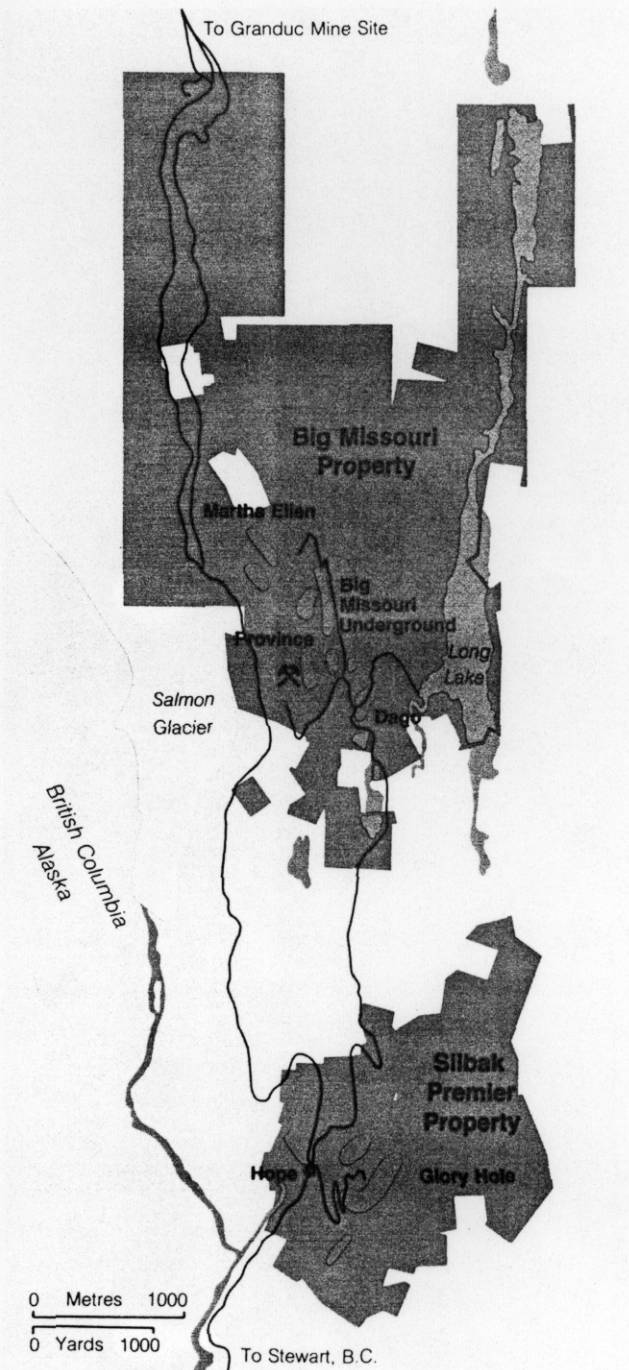 To Granduc Mine Site
Big Missouri
Property
Martha Ellen
Big
Missouri
Underground
Province
Long
Lake
Salmon
Glacier
Dago
British Columbia
Alaska
Silbak
Premier
Property
Hope
Glory Hole
0 Metres 1000
0 Yards 1000
To Stewart, B.C.